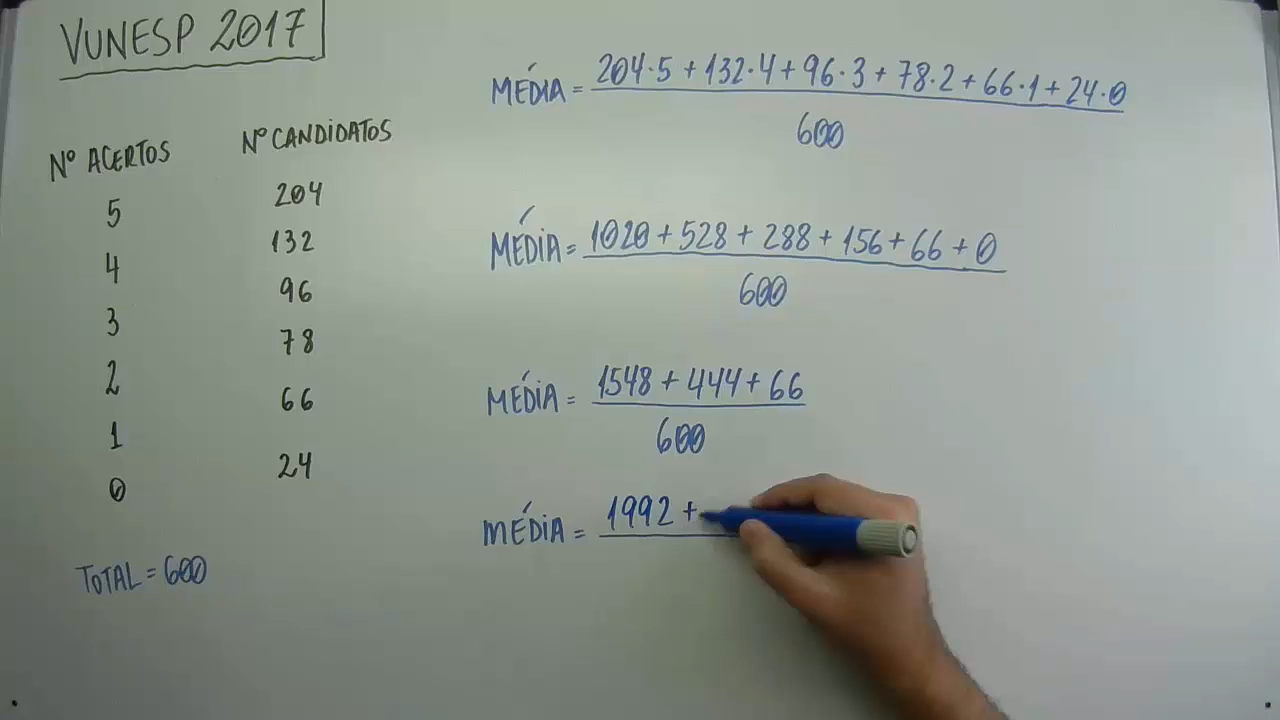 VUNESP 2017
Nº ACERTOS Nº CANDIDATOS
5 204
4 132
3 96
2 78
1 66
0 24
TOTAL = 600
MÉDIA = 204·5 + 132·4 + 96·3 + 78·2 + 66·1 + 24·0
600
MÉDIA = 1020 + 528 + 288 + 156 + 66 + 0
600
MÉDIA = 1548 + 444 + 66
600
MÉDIA = 1992 +